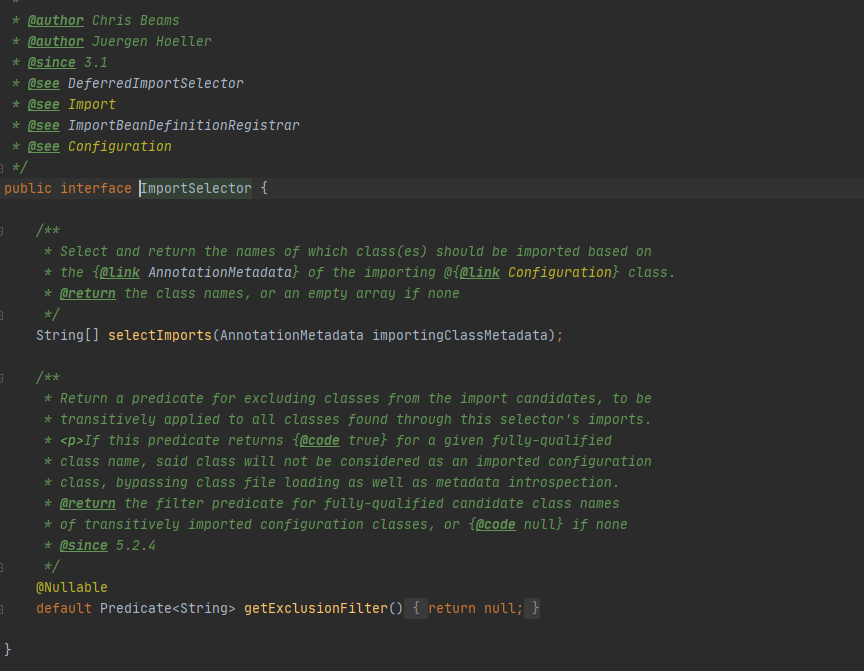 *
* @author Chris Beams
* @author Juergen Hoeller
* @since 3.1
* @see DeferredImportSelector
* @see Import
* @see ImportBeanDefinitionRegistrar
* @see Configuration
*/
public interface ImportSelector {
/**
* Select and return the names of which class(es) should be imported based on
* the {@link AnnotationMetadata} of the importing @{@link Configuration} class.
* @return the class names, or an empty array if none
*/
String[] selectImports(AnnotationMetadata importingClassMetadata);
/**
* Return a predicate for excluding classes from the import candidates, to be
* transitively applied to all classes found through this selector's imports.
* <p>If this predicate returns {@code true} for a given fully-qualified
* class name, said class will not be considered as an imported configuration
* class, bypassing class file loading as well as metadata introspection.
* @return the filter predicate for fully-qualified candidate class names
* of transitively imported configuration classes, or {@code null} if none
* @since 5.2.4
*/
@Nullable
default Predicate<String> getExclusionFilter() { return null; }
}